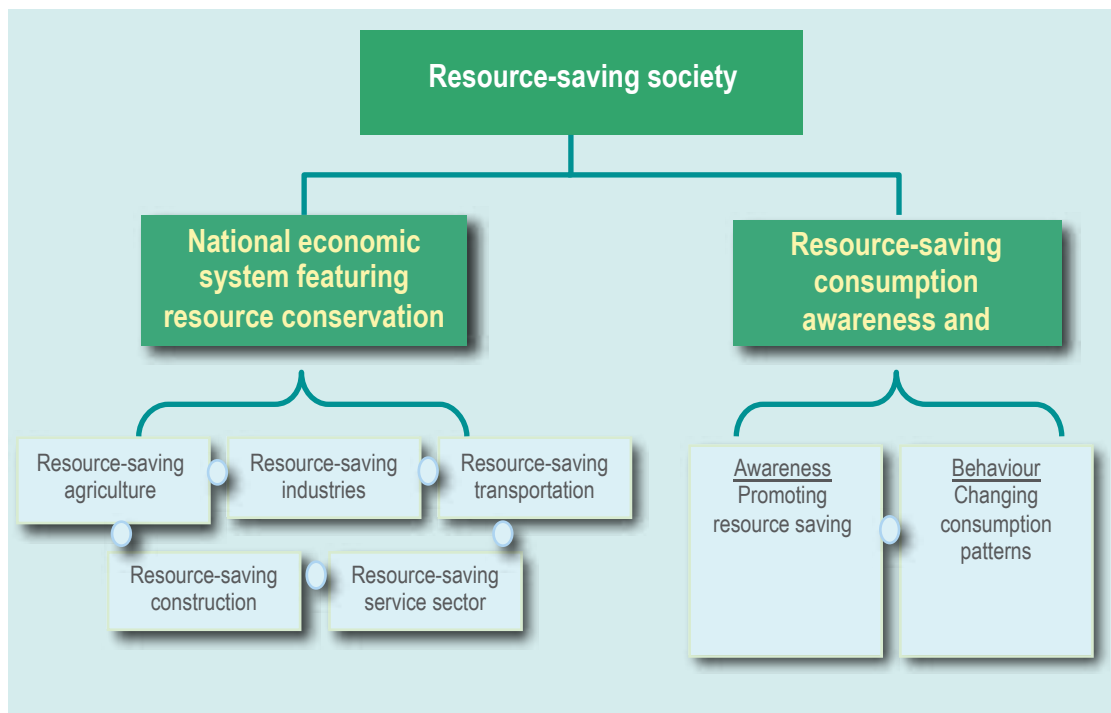 Resource-saving society
National economic
system featuring
resource conservation
Resource-saving
consumption
awareness and
Resource-saving
agriculture
Resource-saving
industries
Resource-saving
transportation
Resource-saving
construction
Resource-saving
service sector
Awareness
Promoting
resource saving
Behaviour
Changing
consumption
patterns